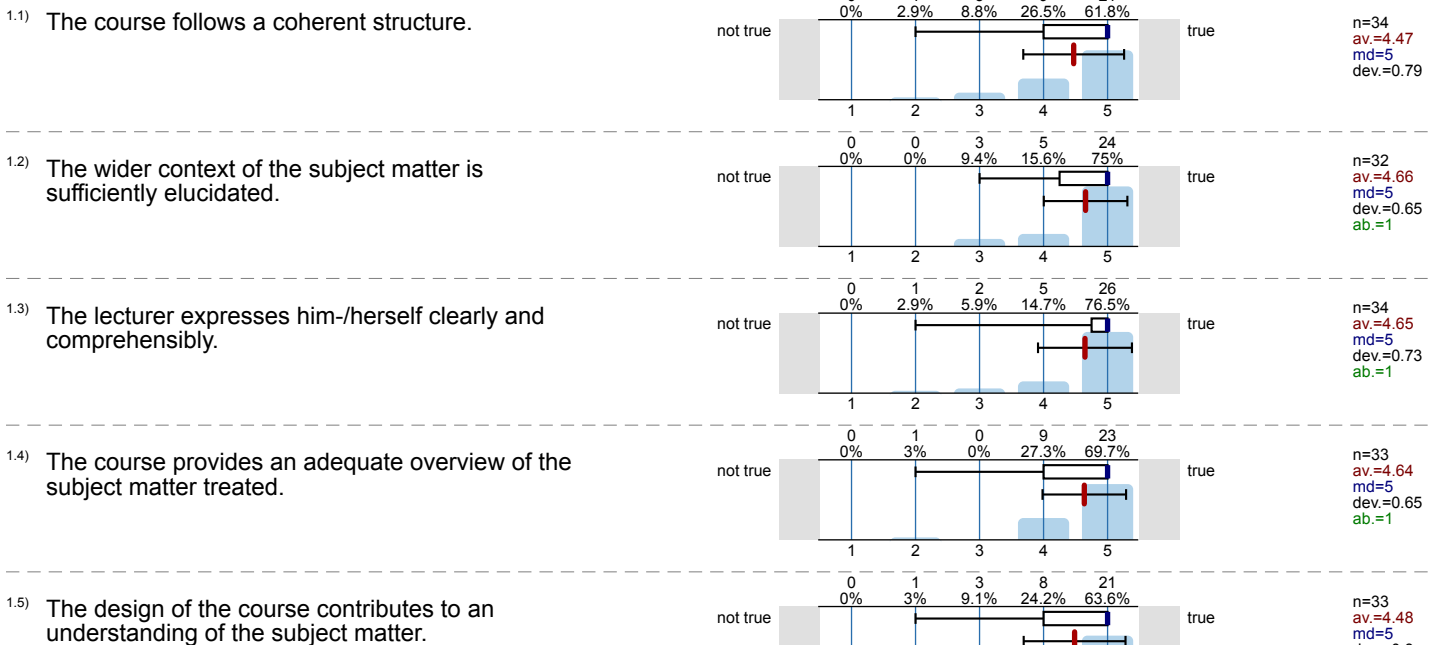 1.1) The course follows a coherent structure.
0% 2.9% 8.8% 26.5% 61.8%
not true
true
1 2 3 4 5
n=34
av.=4.47
md=5
dev.=0.79
1.2) The wider context of the subject matter is
sufficiently elucidated.
0 0 3 5 24
0% 0% 9.4% 15.6% 75%
not true
true
1 2 3 4 5
n=32
av.=4.66
md=5
dev.=0.65
ab.=1
1.3) The lecturer expresses him-/herself clearly and
comprehensibly.
0 1 2 5 26
0% 2.9% 5.9% 14.7% 76.5%
not true
true
1 2 3 4 5
n=34
av.=4.65
md=5
dev.=0.73
ab.=1
1.4) The course provides an adequate overview of the
subject matter treated.
0 1 0 9 23
0% 3% 0% 27.3% 69.7%
not true
true
1 2 3 4 5
n=33
av.=4.64
md=5
dev.=0.65
ab.=1
1.5) The design of the course contributes to an
understanding of the subject matter.
0 1 3 8 21
0% 3% 9.1% 24.2% 63.6%
not true
true
n=33
av.=4.48
md=5